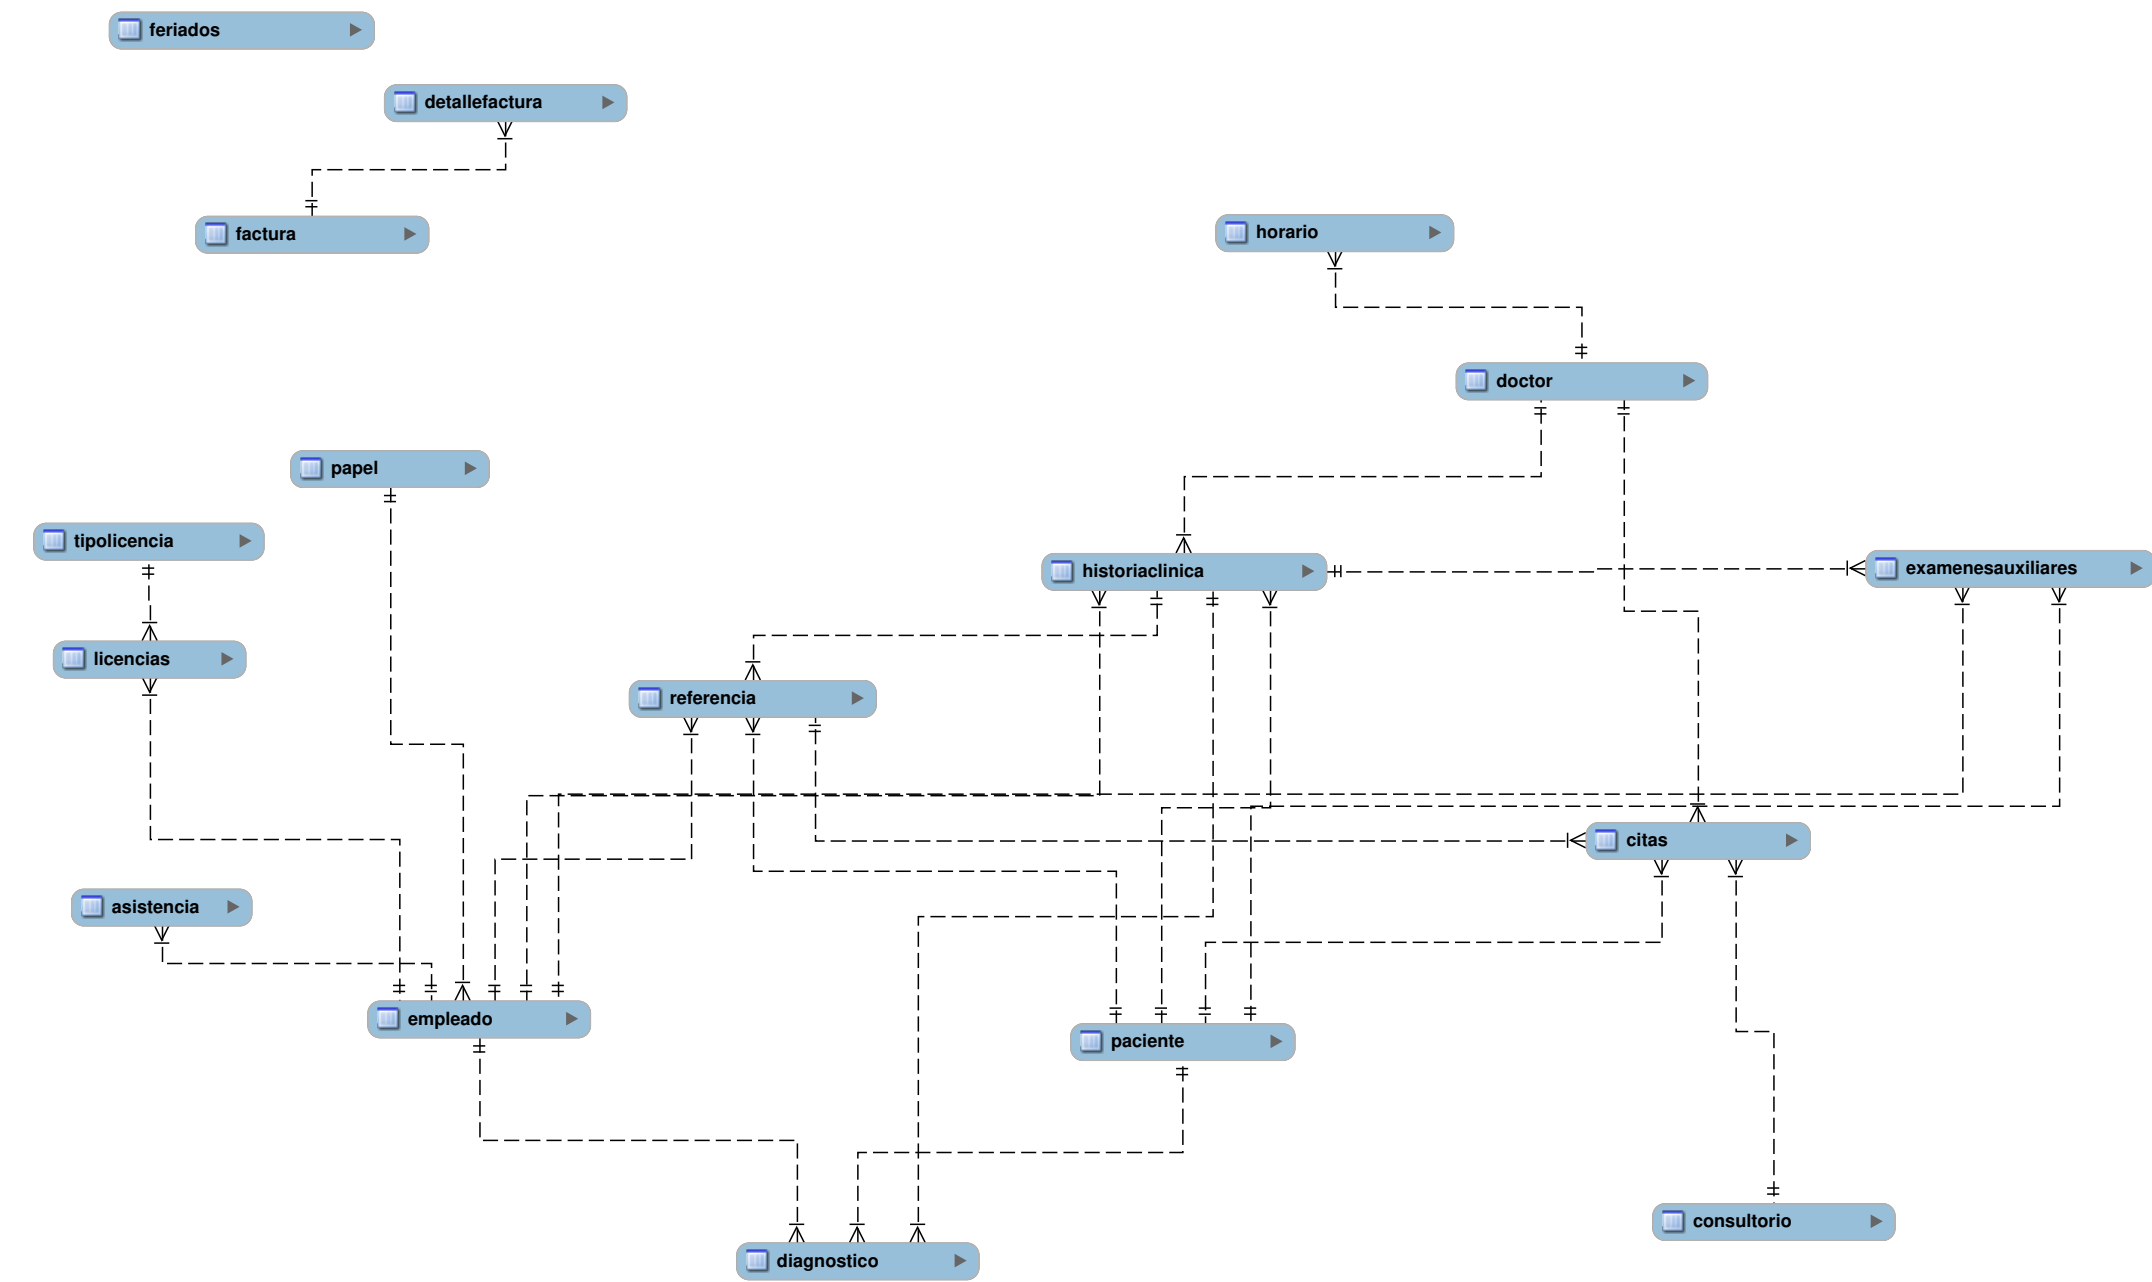 feriados
detallefactura
factura
horario
doctor
papel
tipolicencia
historiaclinica
examenesauxiliares
licencias
referencia
citas
asistencia
empleado
paciente
consultorio
diagnostico